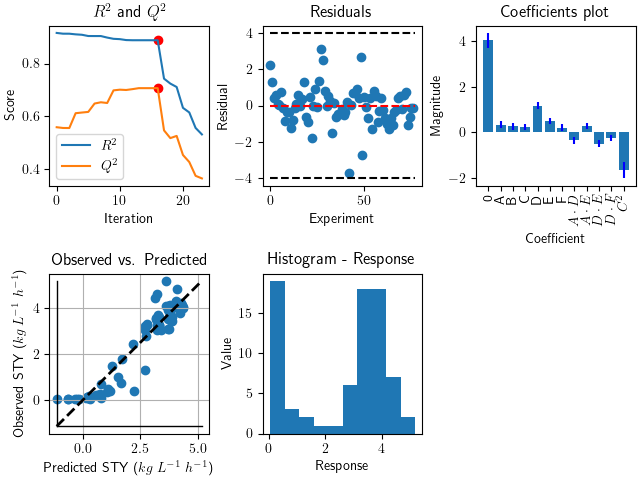 R² and Q²
Score
0.8
0.6
0.4
R²
Q²
0 10 20
Iteration
Residuals
Residual
4
2
0
−2
−4
0 50
Experiment
Coefficients plot
Magnitude
4
2
0
−2
0 A B C D E F A · D A · E D · E D · F C²
Coefficient
Observed vs. Predicted
Observed STY (kg L⁻¹ h⁻¹)
4
2
0
0.0 2.5 5.0
Predicted STY (kg L⁻¹ h⁻¹)
Histogram - Response
Value
15
10
5
0
0 2 4
Response